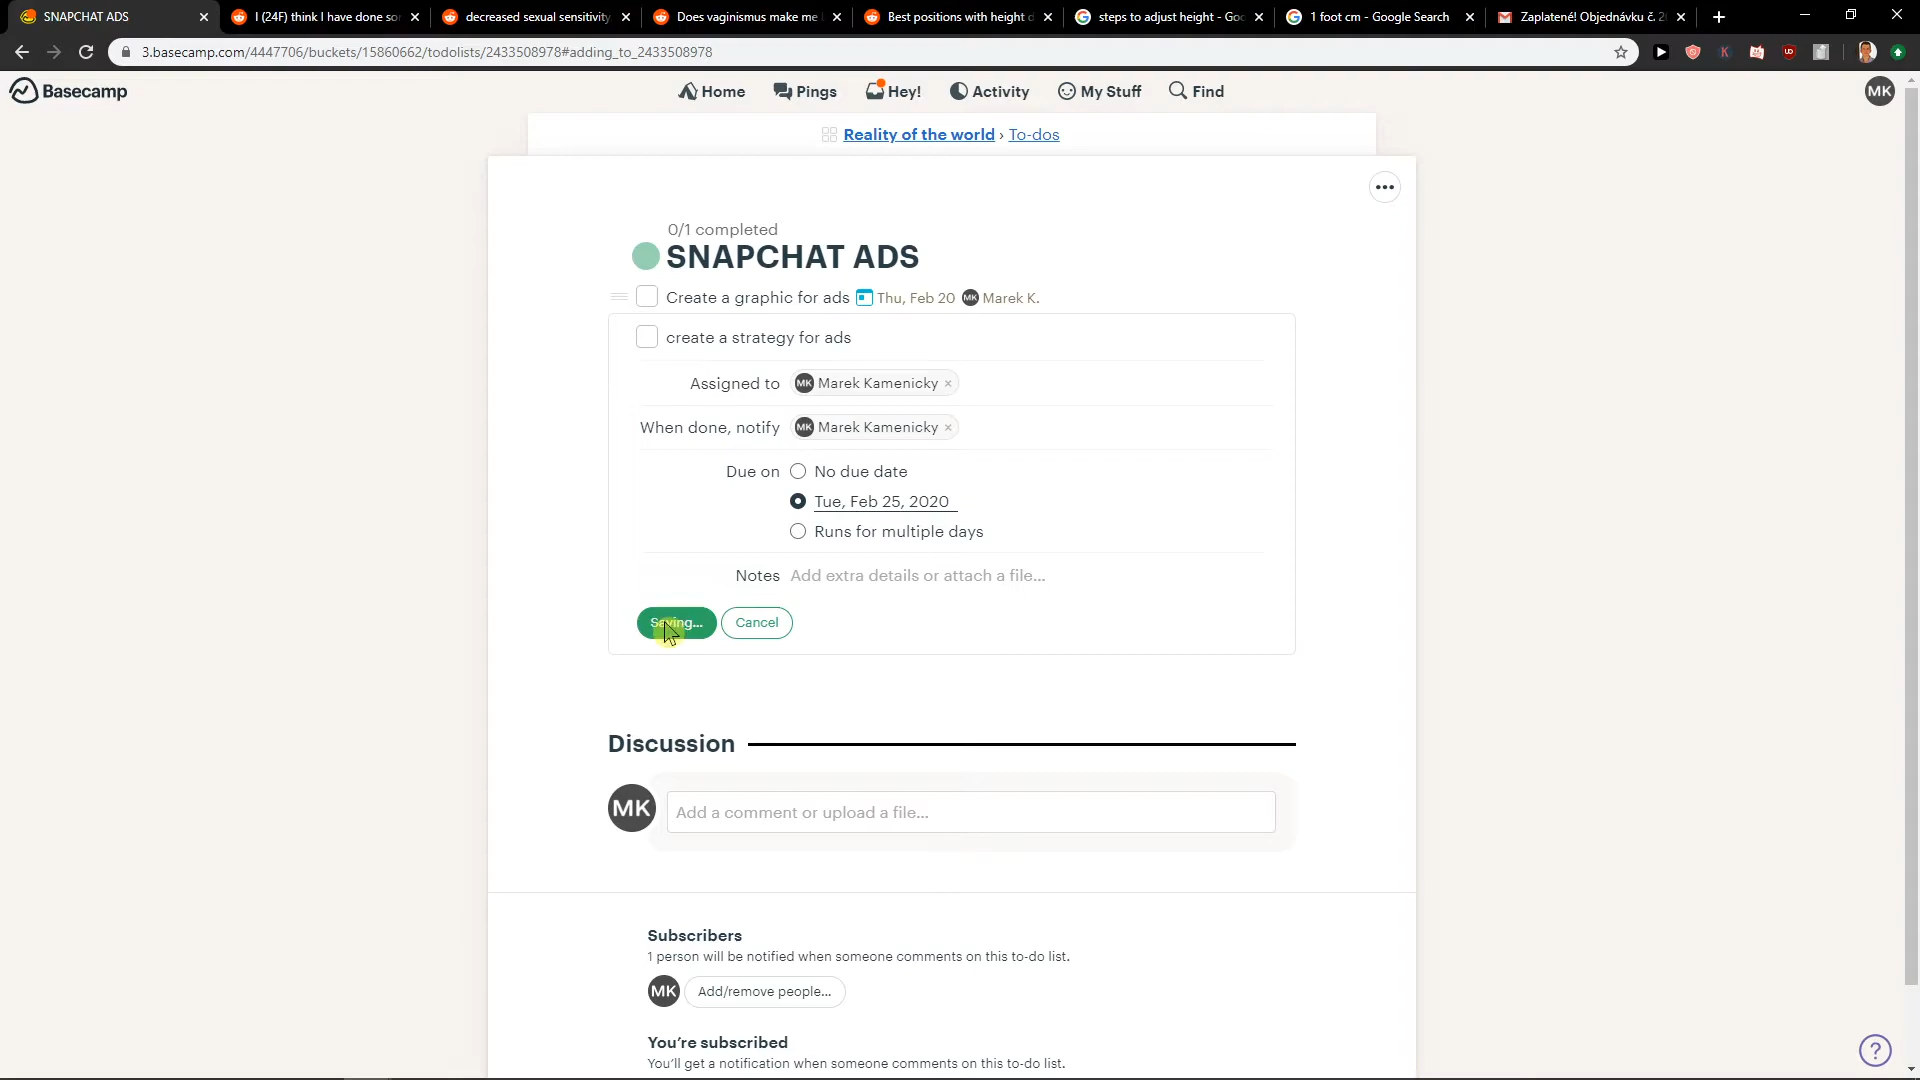 SNAPCHAT ADS
I (24F) think I have done so
decreased sexual sensitivity
Does vaginismus make me
Best positions with height d
steps to adjust height - Goo
1 foot cm - Google Search
Zaplatené! Objednávku č. 2
3.basecamp.com/4447706/buckets/15860662/todolists/2433508978#adding_to_2433508978
Basecamp
Home
Pings
Hey!
Activity
My Stuff
Find
MK
Reality of the world › To-dos
0/1 completed
SNAPCHAT ADS
Create a graphic for ads Thu, Feb 20 MK Marek K.
create a strategy for ads
Assigned to MK Marek Kamenicky ×
When done, notify MK Marek Kamenicky ×
Due on No due date
Tue, Feb 25, 2020
Runs for multiple days
Notes Add extra details or attach a file...
Saving... Cancel
Discussion
MK Add a comment or upload a file...
Subscribers
1 person will be notified when someone comments on this to-do list.
MK Add/remove people...
You're subscribed
You'll get a notification when someone comments on this to-do list.
?